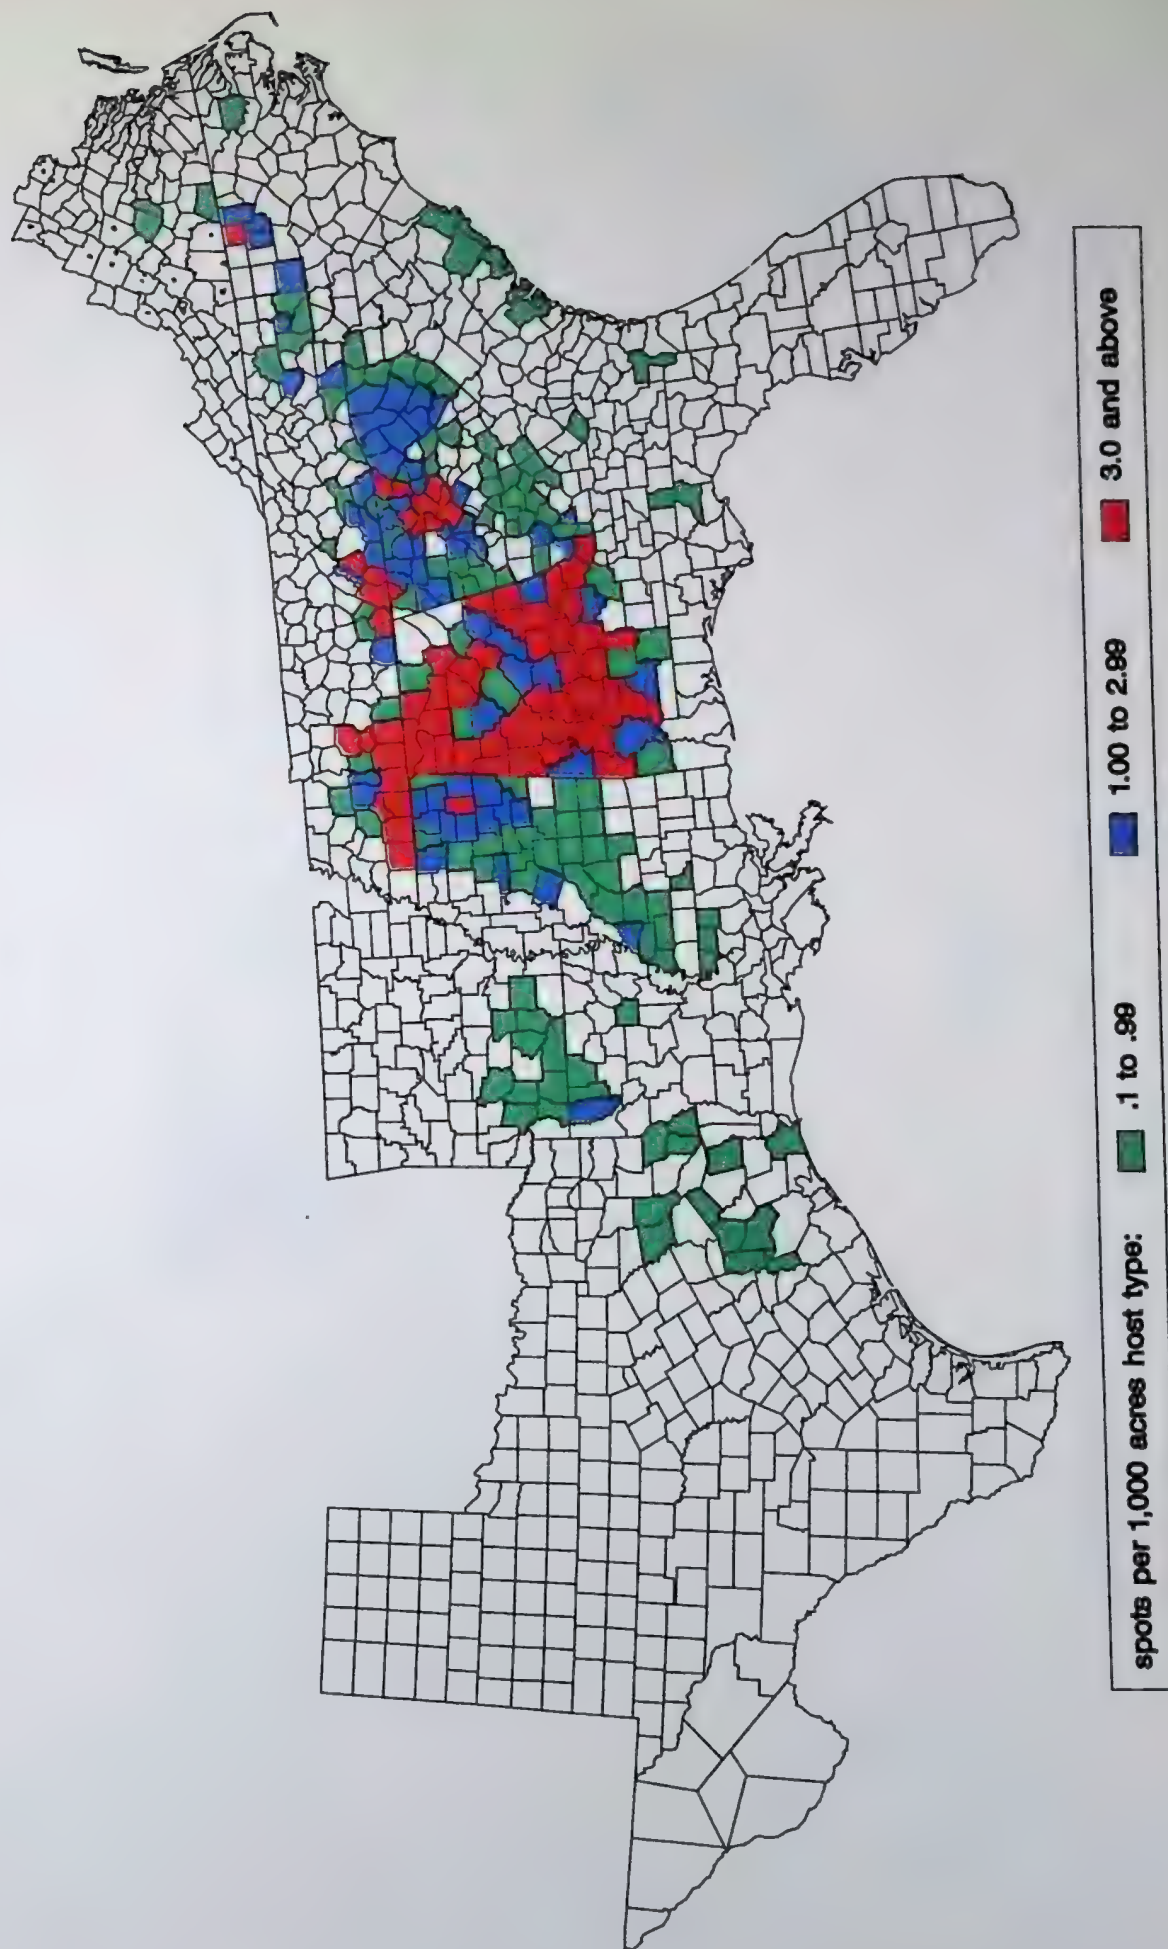 spots per 1,000 acres host type: .1 to .99 1.00 to 2.99 3.0 and above